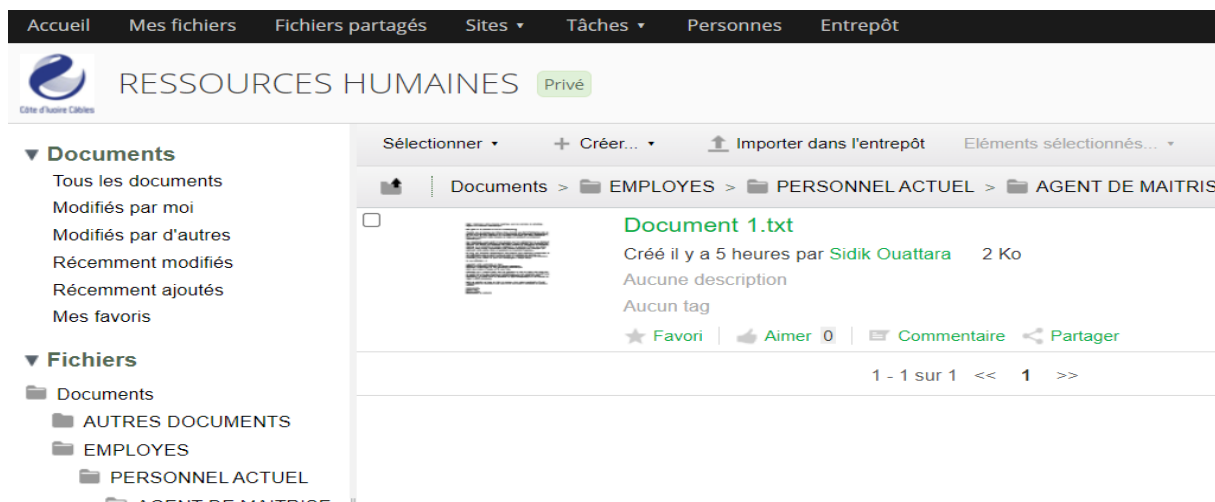 Accueil Mes fichiers Fichiers partagés Sites Tâches Personnes Entrepôt
Côte d'Ivoire Câbles
RESSOURCES HUMAINES Privé
Documents
Tous les documents
Modifiés par moi
Modifiés par d'autres
Récemment modifiés
Récemment ajoutés
Mes favoris
Fichiers
Documents
AUTRES DOCUMENTS
EMPLOYES
PERSONNEL ACTUEL
AGENT DE MAITRISE
Sélectionner + Créer... Importer dans l'entrepôt Eléments sélectionnés...
Documents > EMPLOYES > PERSONNEL ACTUEL > AGENT DE MAITRIS
Document 1.txt
Créé il y a 5 heures par Sidik Ouattara 2 Ko
Aucune description
Aucun tag
Favori Aimer 0 Commentaire Partager
1 - 1 sur 1 << 1 >>